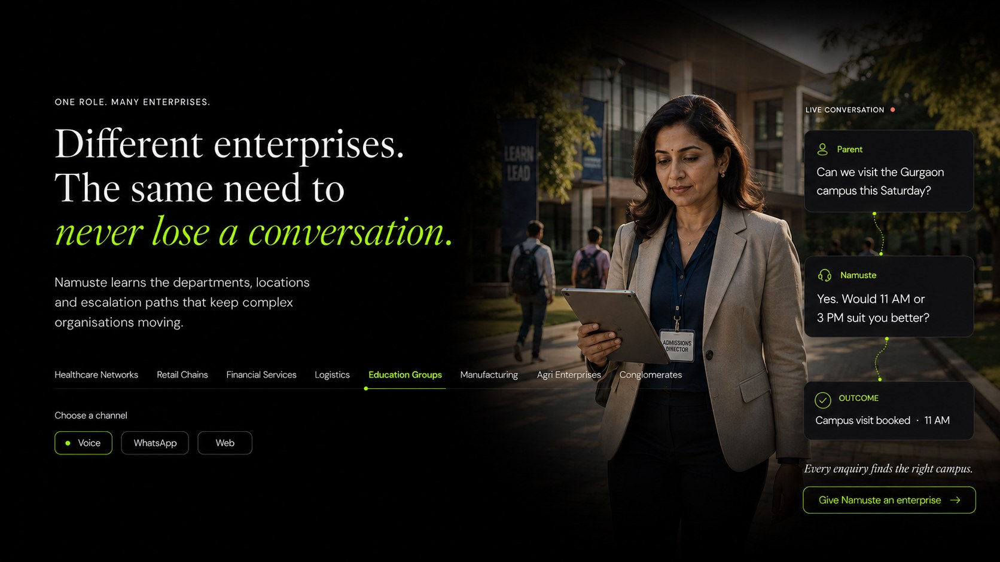 ONE ROLE. MANY ENTERPRISES.
Different enterprises.
The same need to
never lose a conversation.
Namuste learns the departments, locations
and escalation paths that keep complex
organisations moving.
Healthcare Networks Retail Chains Financial Services Logistics Education Groups Manufacturing Agri Enterprises Conglomerates
Choose a channel
Voice WhatsApp Web
LEARN
LEAD
ADMISSIONS
DIRECTOR
LIVE CONVERSATION
Parent
Can we visit the Gurgaon
campus this Saturday?
Namuste
Yes. Would 11 AM or
3 PM suit you better?
OUTCOME
Campus visit booked · 11 AM
Every enquiry finds the right campus.
Give Namuste an enterprise →